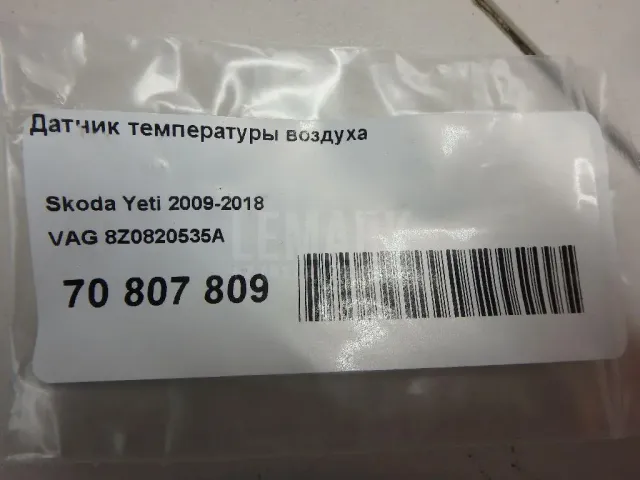 Датчик температуры воздуха
Skoda Yeti 2009-2018
VAG 8Z0820535A
70 807 809